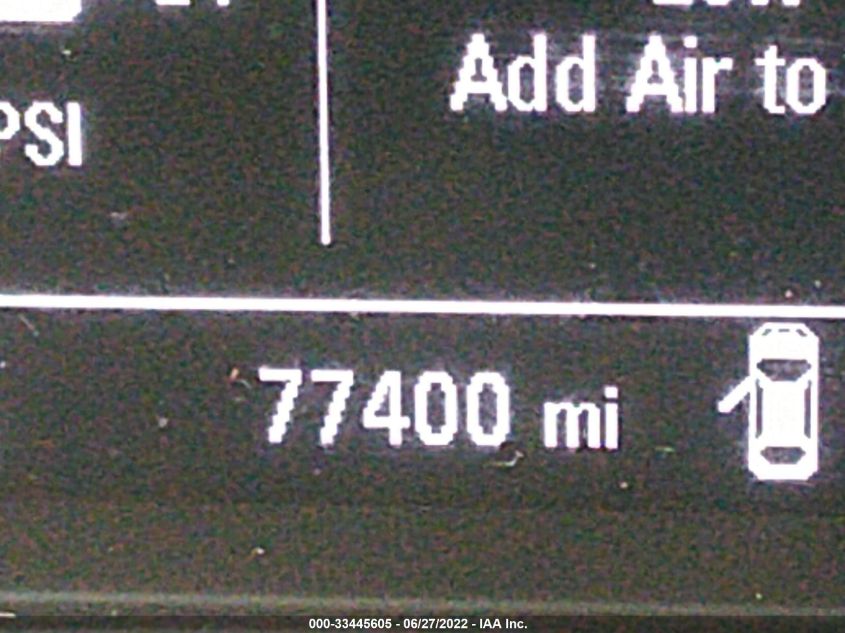 Add Air to
PSI
77400 mi
000-33445605 - 06/27/2022 - IAA Inc.